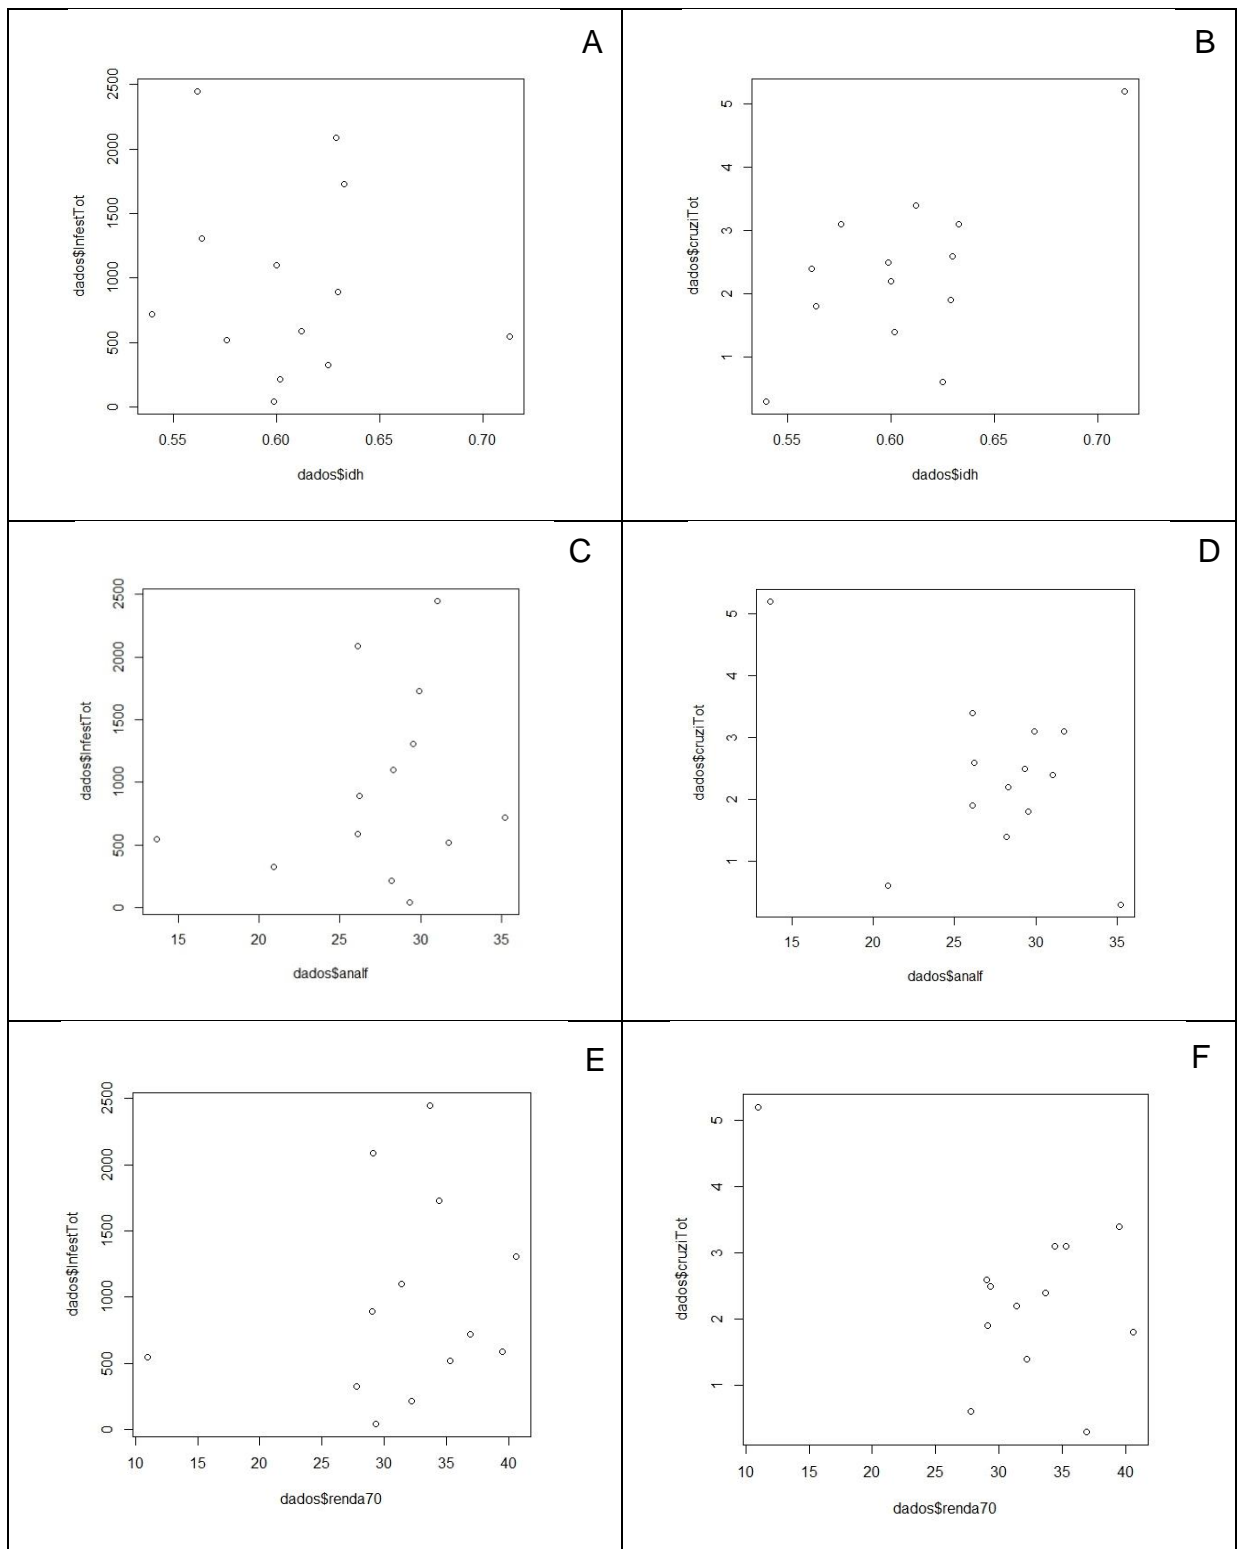 A
2500
2000
1500
1000
500
0
dados$InfestTot
0.55 0.60 0.65 0.70
dados$idh
B
5
4
3
2
1
dados$cruziTot
0.55 0.60 0.65 0.70
dados$idh
C
2500
2000
1500
1000
500
0
dados$InfestTot
15 20 25 30 35
dados$analf
D
5
4
3
2
1
dados$cruziTot
15 20 25 30 35
dados$analf
E
2500
2000
1500
1000
500
0
dados$InfestTot
10 15 20 25 30 35 40
dados$renda70
F
5
4
3
2
1
dados$cruziTot
10 15 20 25 30 35 40
dados$renda70